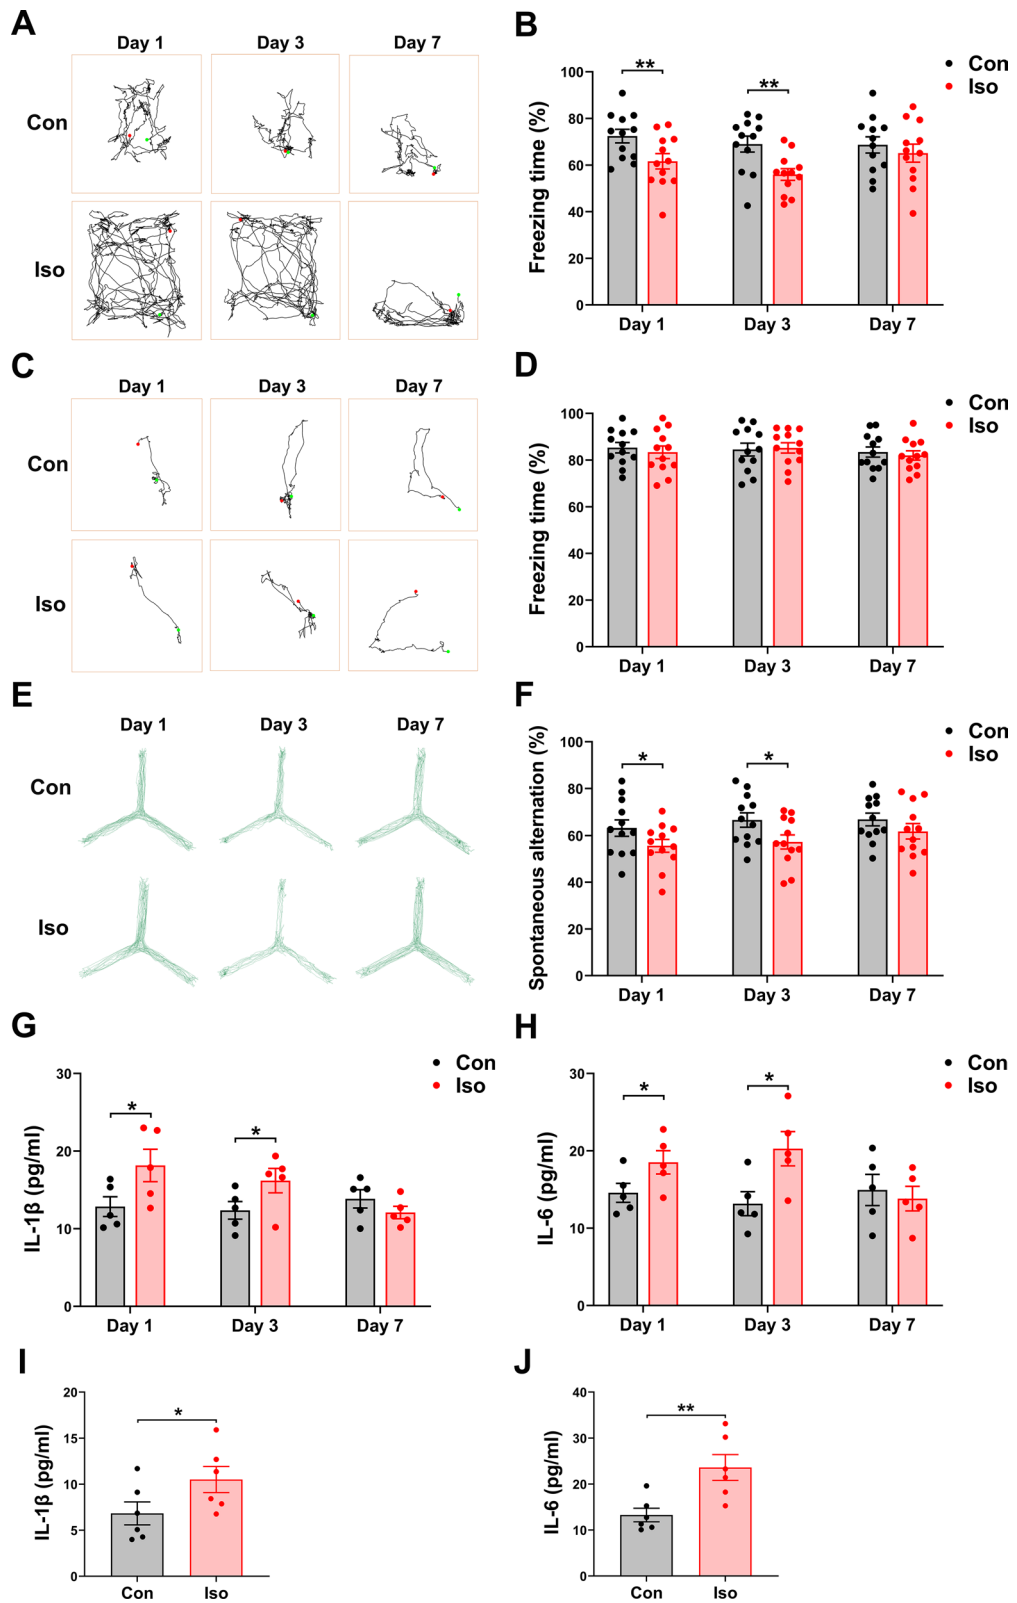 A
Day 1 Day 3 Day 7
Con
Iso
B
Con
Iso
Freezing time (%)
100
80
60
40
20
0
**
**
Day 1 Day 3 Day 7
C
Day 1 Day 3 Day 7
Con
Iso
D
Con
Iso
Freezing time (%)
100
80
60
40
20
0
Day 1 Day 3 Day 7
E
Day 1 Day 3 Day 7
Con
Iso
F
Con
Iso
Spontaneous alternation (%)
100
80
60
40
20
0
*
*
Day 1 Day 3 Day 7
G
Con
Iso
IL-1β (pg/ml)
30
20
10
0
*
*
Day 1 Day 3 Day 7
H
Con
Iso
IL-6 (pg/ml)
30
20
10
0
*
*
Day 1 Day 3 Day 7
I
IL-1β (pg/ml)
20
15
10
5
0
*
Con Iso
J
IL-6 (pg/ml)
40
30
20
10
0
**
Con Iso